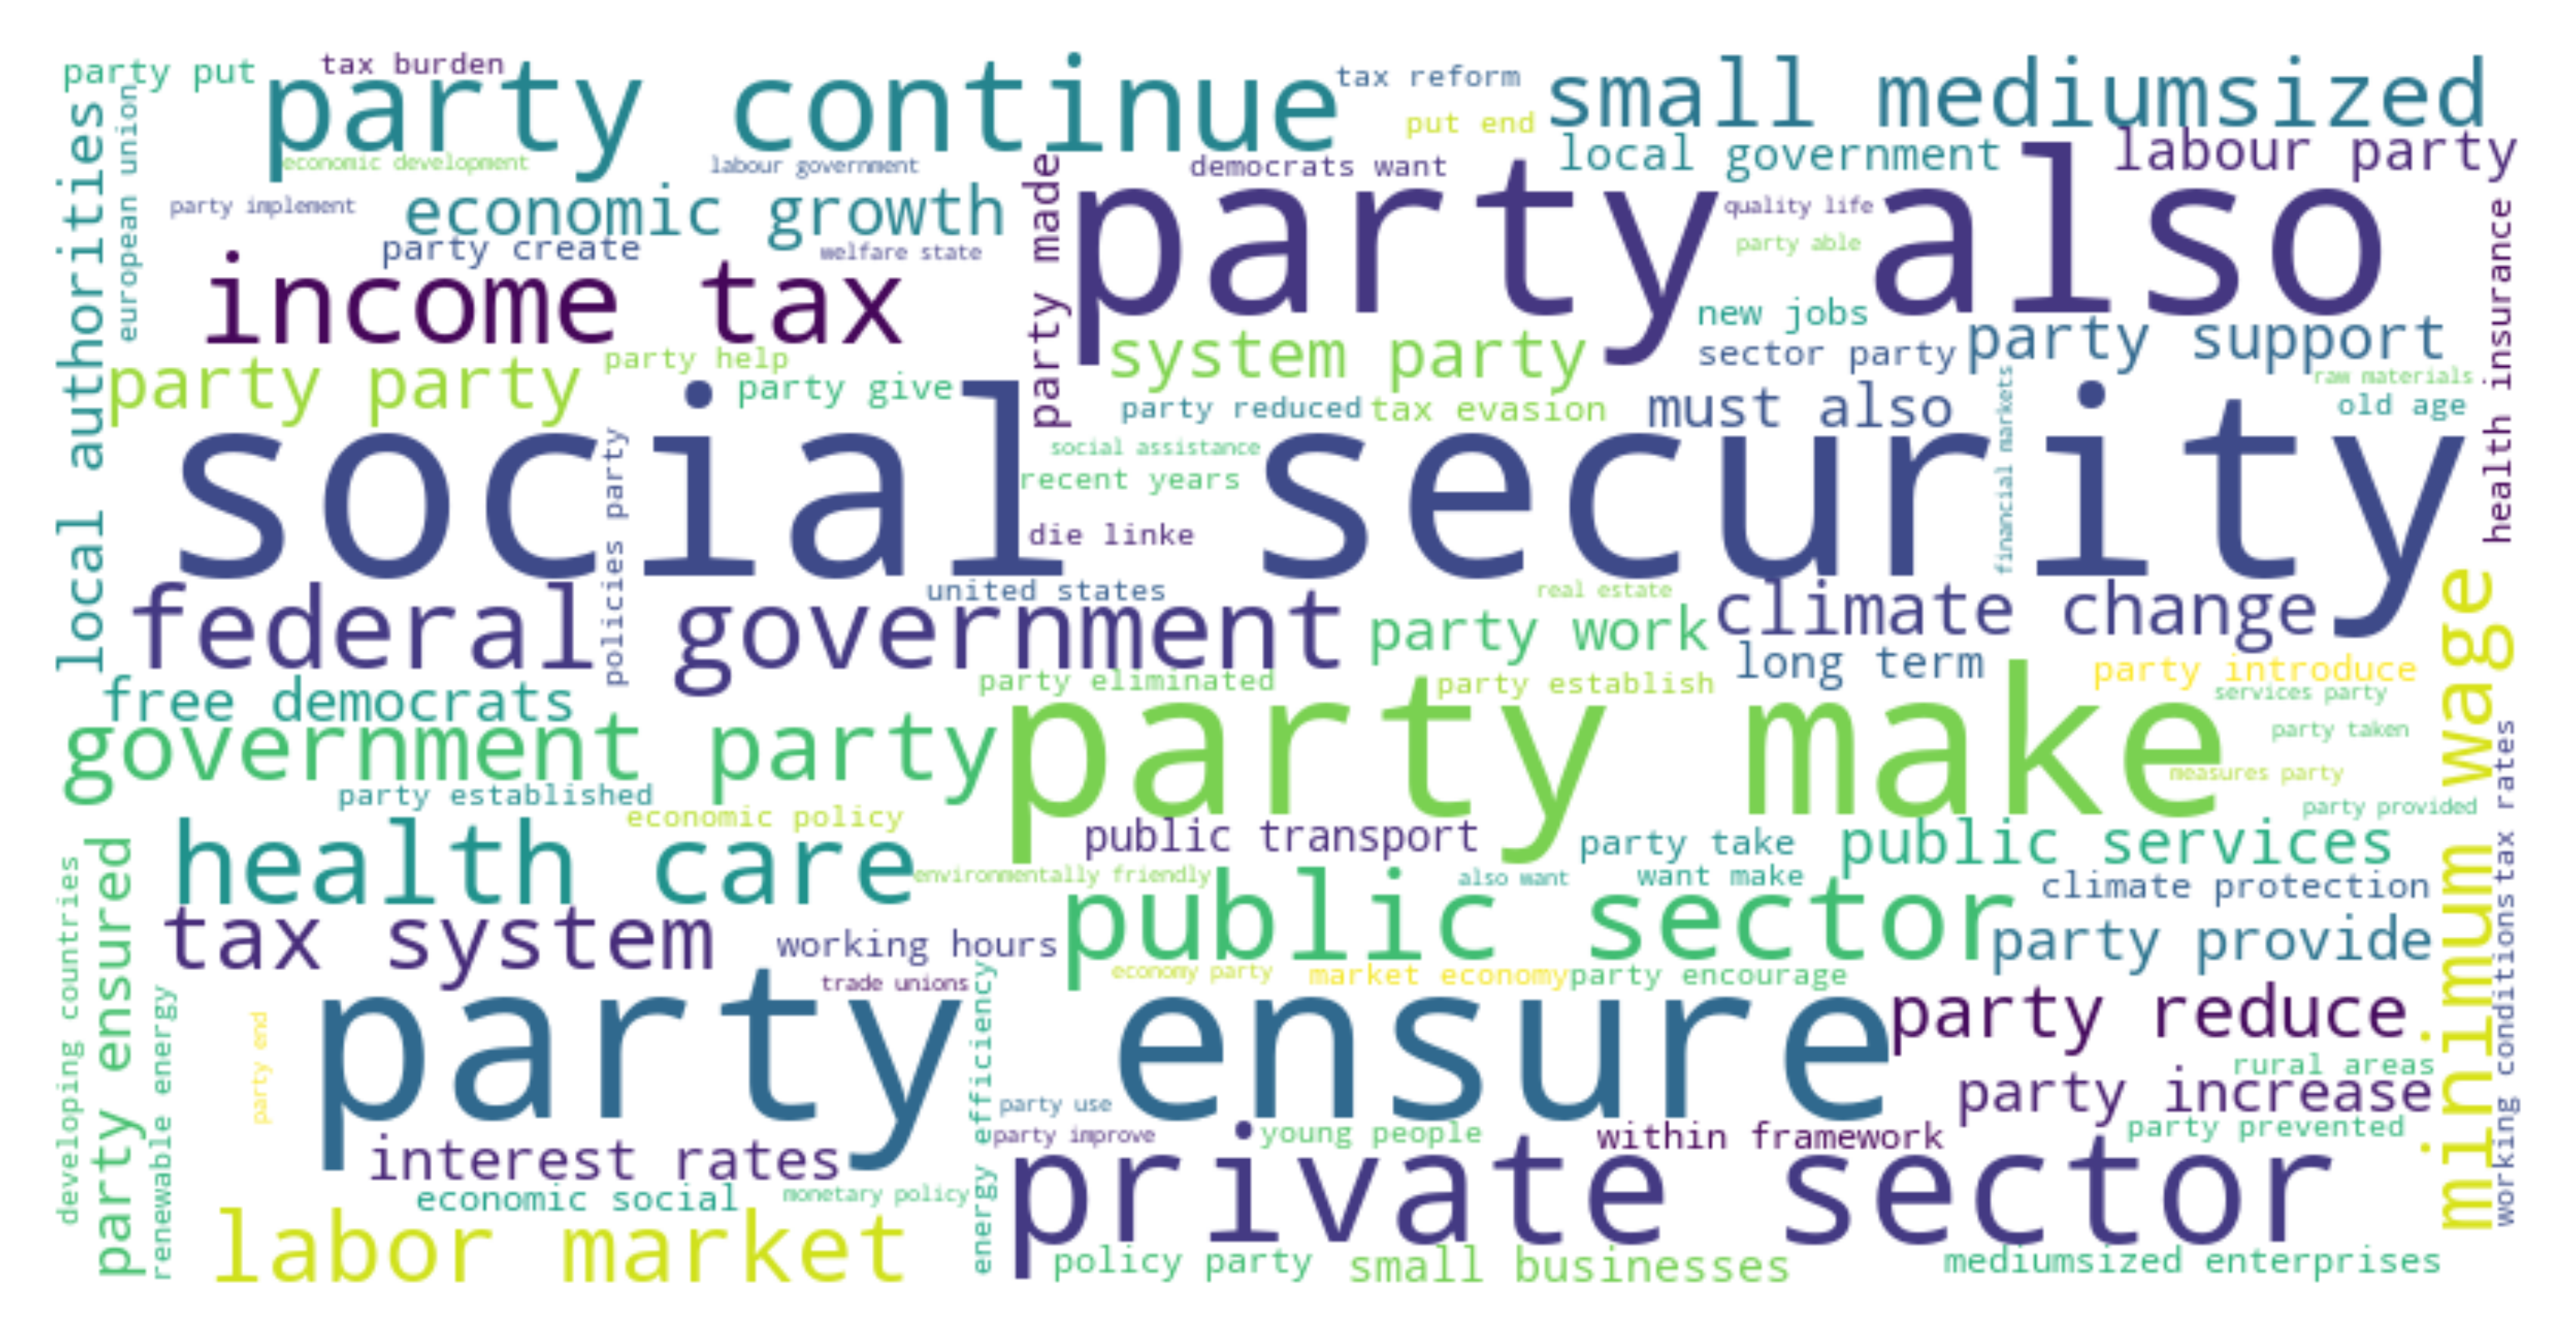 party put
tax burden
party continue
tax reform
put end
small mediumsized
local authorities
european union
economic development
labour government
party made
democrats want
local government
labour party
party implement
economic growth
party also
quality life
party able
party create
welfare state
income tax
health insurance
new jobs
sector party
party support
system party
party party
party help
party give
party reduced
tax evasion
must also
financial markets
raw materials
old age
social security
social assistance
recent years
die linke
policies party
united states
real estate
federal government
party work
climate change
minimum wage
free democrats
party eliminated
party establish
long term
party introduce
services party
government party
party make
party taken
measures party
tax rates
party established
economic policy
party provided
health care
public transport
party take
public services
environmentally friendly
also want
want make
climate protection
developing countries
party ensured
tax system
working hours
public sector
party provide
trade unions
economy party
market economy
party encourage
renewable energy
party end
party ensure
energy efficiency
party reduce
working conditions
rural areas
party use
party increase
party improve
young people
within framework
party prevented
interest rates
economic social
monetary policy
private sector
labor market
policy party
small businesses
mediumsized enterprises